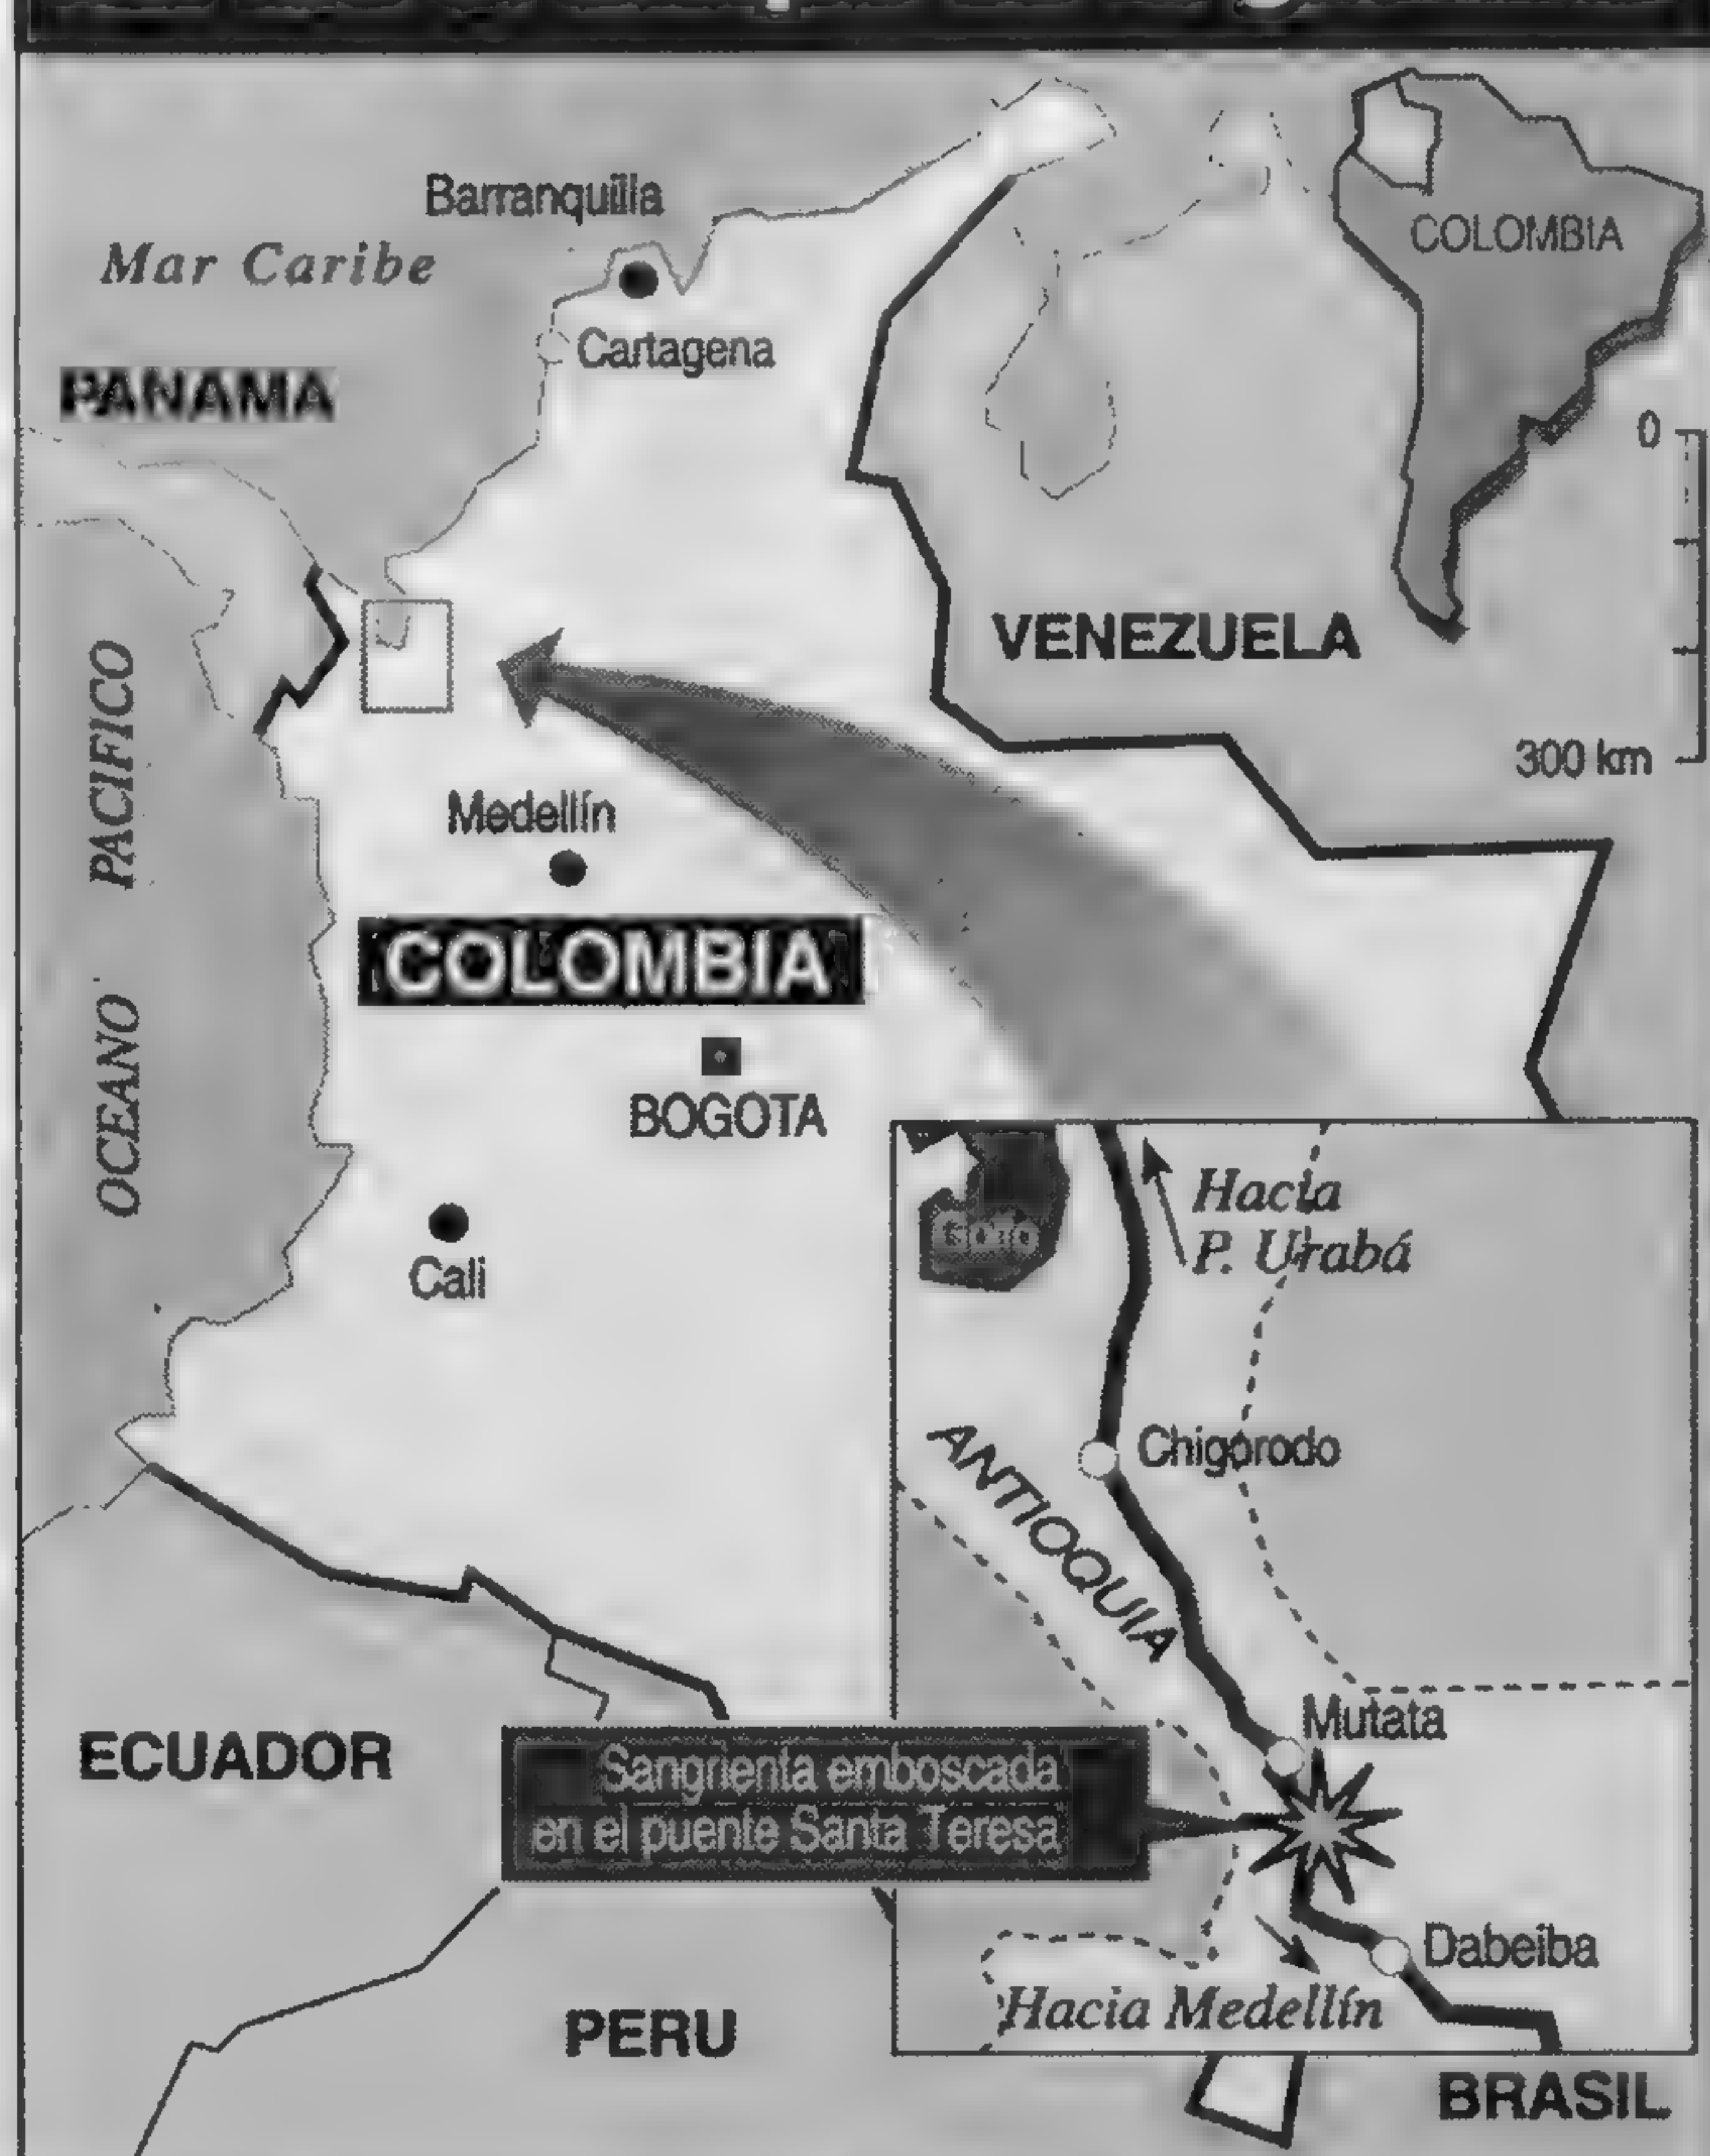 Barranquilla
Mar Caribe
Cartagena
PANAMA
COLOMBIA
0
300 km
VENEZUELA
OCEANO PACIFICO
Medellín
COLOMBIA
BOGOTA
Cali
Hacia
P. Urabá
Golfo
Chigorodo
ANTIOQUIA
Mutata
ECUADOR
Sangrienta emboscada
en el puente Santa Teresa
Dabeiba
Hacia Medellín
PERU
BRASIL